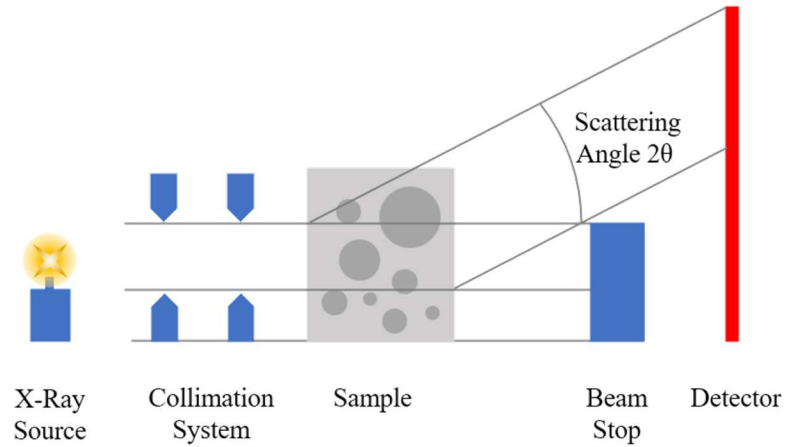 Scattering
Angle 2θ
X-Ray
Source
Collimation
System
Sample
Beam
Stop
Detector